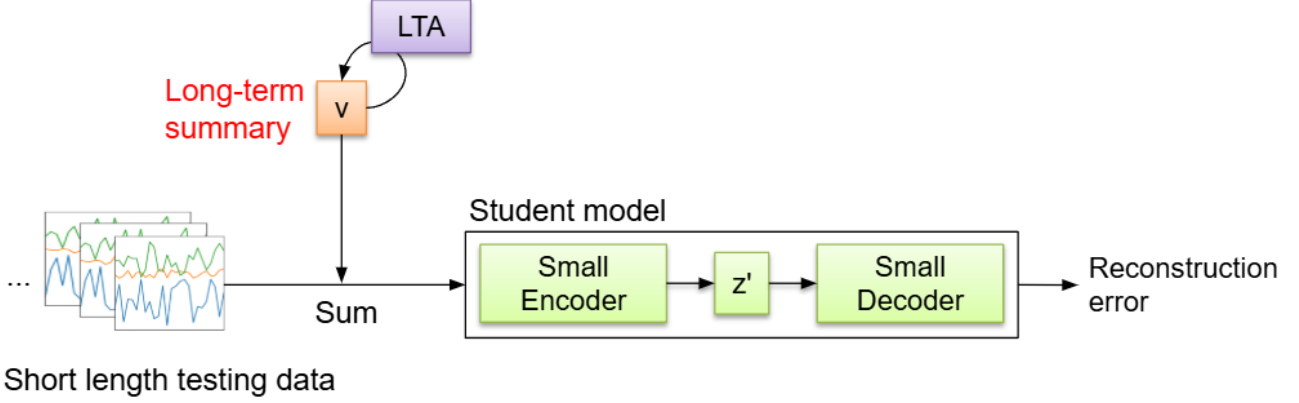 LTA
Long-term
summary
v
Student model
Small
Encoder
z'
Small
Decoder
Reconstruction
error
...
Sum
Short length testing data